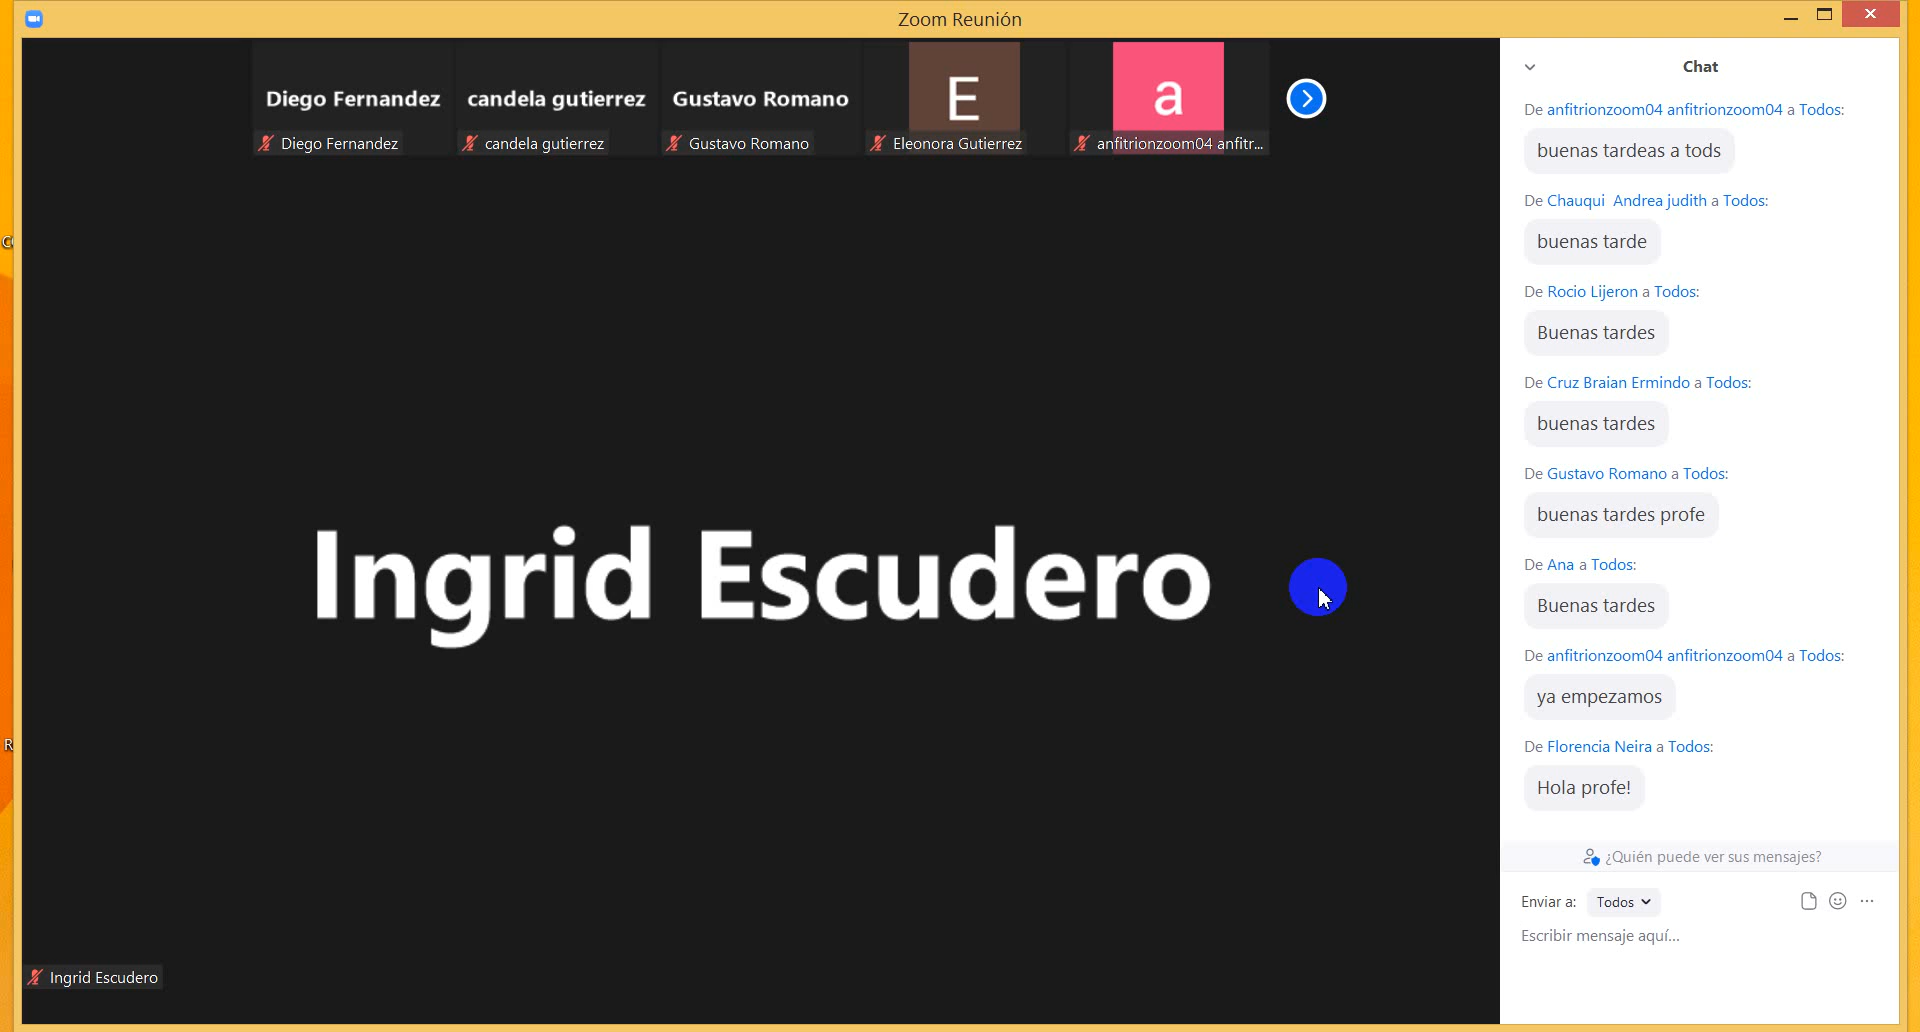 Zoom Reunión
Diego Fernandez
candela gutierrez
Gustavo Romano
E
a
Diego Fernandez
candela gutierrez
Gustavo Romano
Eleonora Gutierrez
anfitrionzoom04 anfitr...
Ingrid Escudero
Ingrid Escudero
Chat
De anfitrionzoom04 anfitrionzoom04 a Todos:
buenas tardeas a tods
De Chauqui Andrea judith a Todos:
buenas tarde
De Rocio Lijeron a Todos:
Buenas tardes
De Cruz Braian Ermindo a Todos:
buenas tardes
De Gustavo Romano a Todos:
buenas tardes profe
De Ana a Todos:
Buenas tardes
De anfitrionzoom04 anfitrionzoom04 a Todos:
ya empezamos
De Florencia Neira a Todos:
Hola profe!
¿Quién puede ver sus mensajes?
Enviar a: Todos
Escribir mensaje aquí...